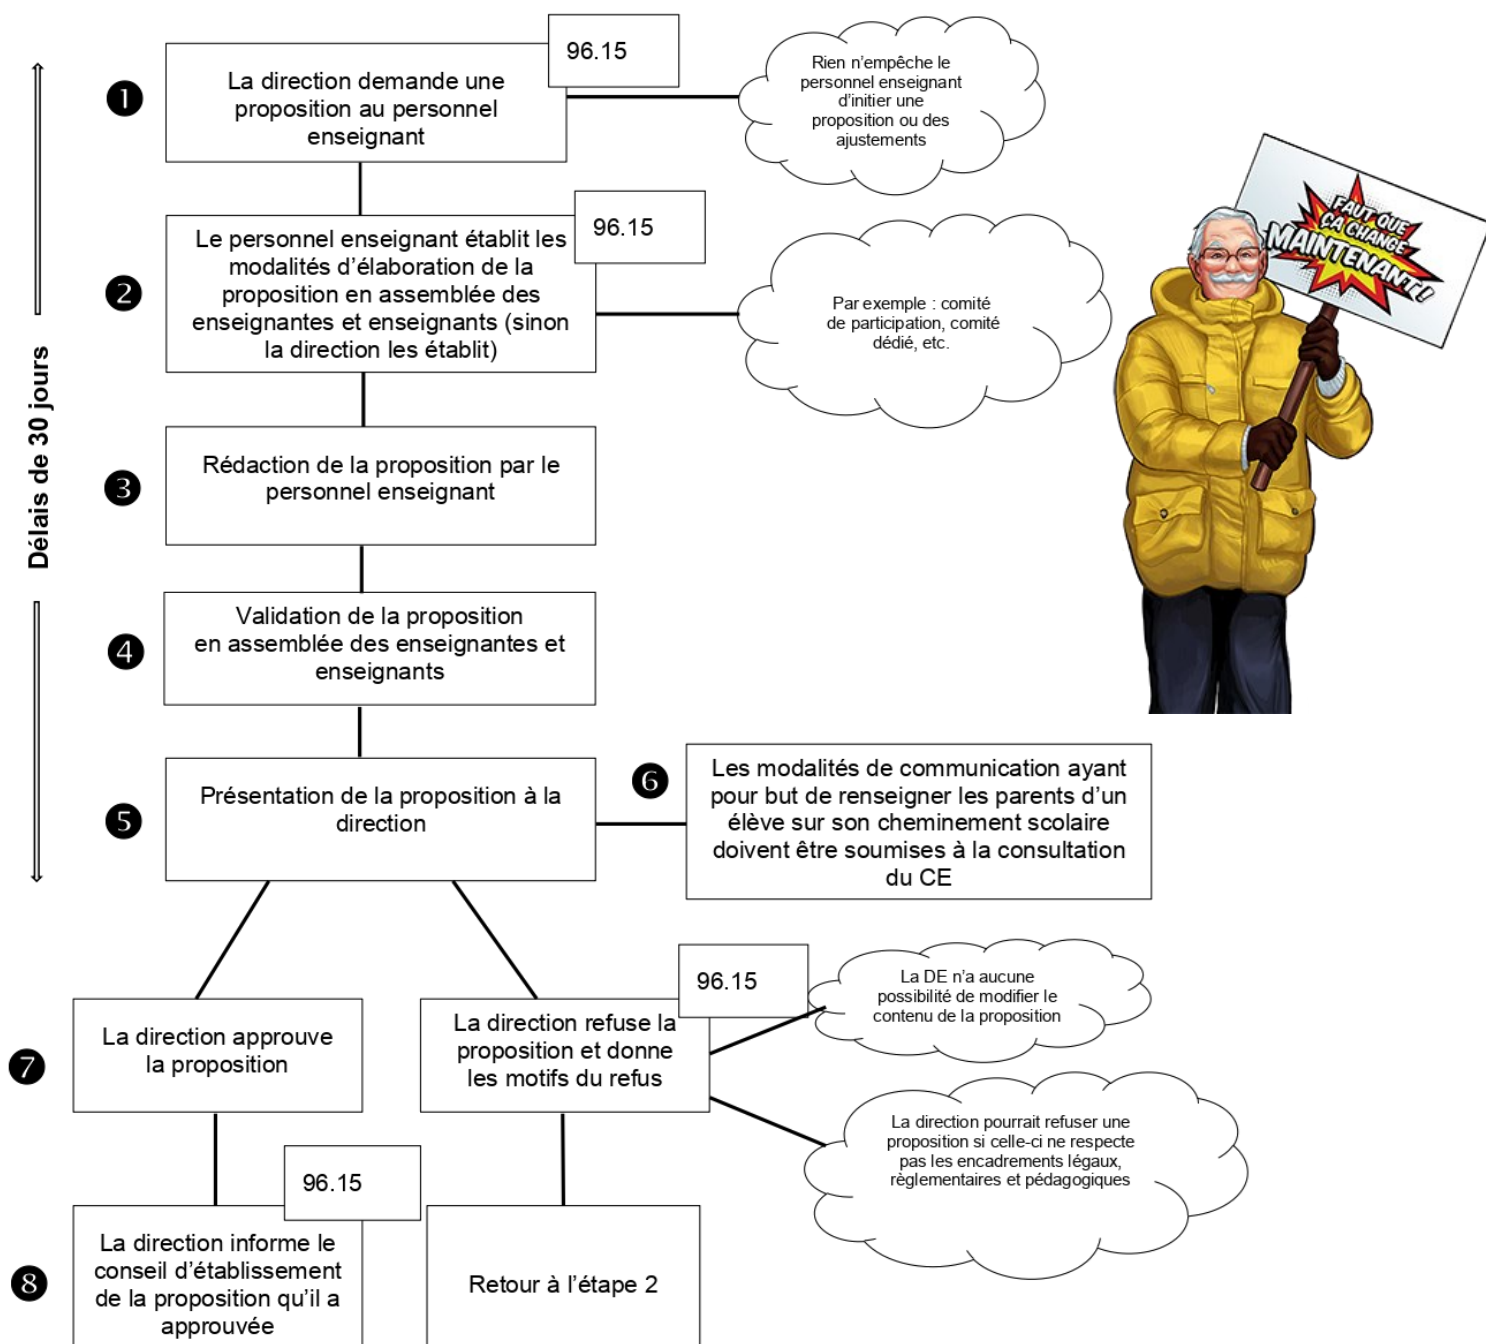 96.15
❶
La direction demande une
proposition au personnel
enseignant
Rien n'empêche le
personnel enseignant
d'initier une
proposition ou des
ajustements
FAUT QUE
ÇA CHANGE
MAINTENANT!
Délais de 30 jours
96.15
❷
Le personnel enseignant établit les
modalités d'élaboration de la
proposition en assemblée des
enseignantes et enseignants (sinon
la direction les établit)
Par exemple : comité
de participation, comité
dédié, etc.
❸
Rédaction de la proposition par le
personnel enseignant
❹
Validation de la proposition
en assemblée des enseignantes et
enseignants
❺
Présentation de la proposition à la
direction
❻
Les modalités de communication ayant
pour but de renseigner les parents d'un
élève sur son cheminement scolaire
doivent être soumises à la consultation
du CE
❼
La direction approuve
la proposition
96.15
La direction refuse la
proposition et donne
les motifs du refus
La DE n'a aucune
possibilité de modifier le
contenu de la proposition
La direction pourrait refuser une
proposition si celle-ci ne respecte
pas les encadrements légaux,
règlementaires et pédagogiques
96.15
❽
La direction informe le
conseil d'établissement
de la proposition qu'il a
approuvée
Retour à l'étape 2